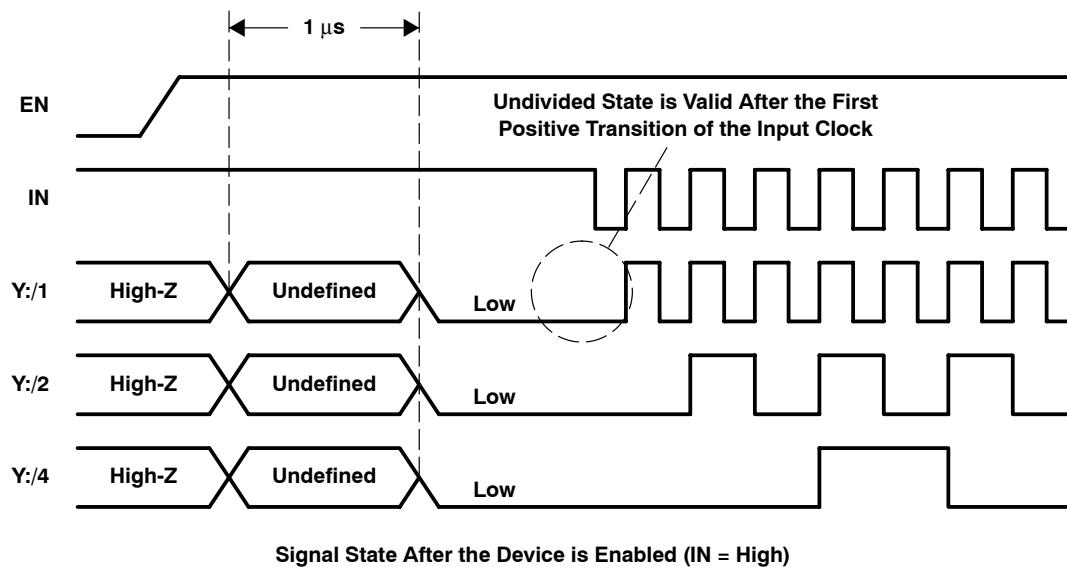 1 μs
EN
Undivided State is Valid After the First
Positive Transition of the Input Clock
IN
Y:/1 High-Z Undefined Low
Y:/2 High-Z Undefined Low
Y:/4 High-Z Undefined Low
Signal State After the Device is Enabled (IN = High)